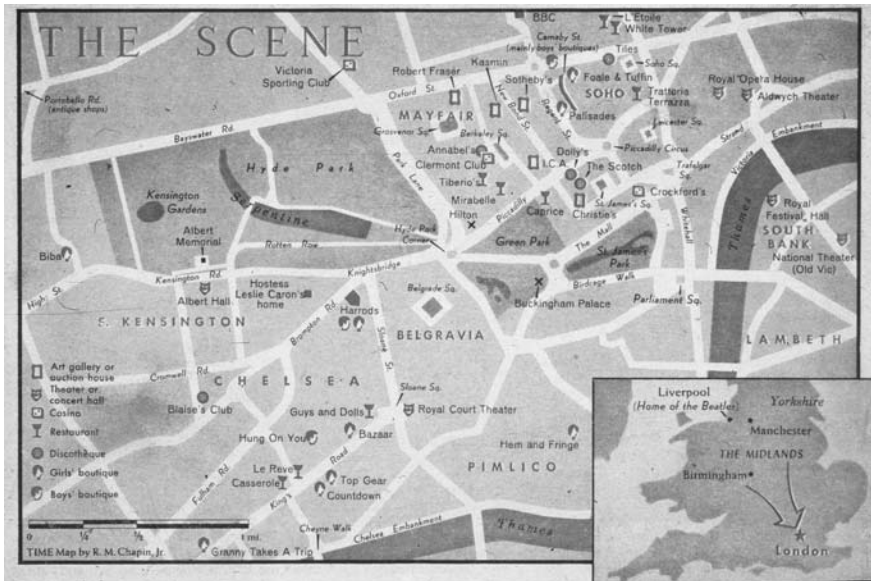 THE SCENE
BBC
L'Étoile
White Tower
Carnaby St.
(mainly boys' boutiques)
Tiles
Soho Sq.
Victoria
Sporting Club
Robert Fraser
Kasmin
Sotheby's
Foale & Tuffin
SOHO
Trattoria
Terrazza
Royal Opera House
Aldwych Theater
Portobello Rd.
(antique shops)
Oxford St.
New Bond St.
Regent St.
Palisades
Leicester Sq.
MAYFAIR
Grosvenor Sq.
Berkeley Sq.
Bayswater Rd.
Annabel's
Clermont Club
I.C.A.
Dolly's
The Scotch
Piccadilly Circus
Strand
Victoria Embankment
Trafalgar
Sq.
Hyde Park
Park Lane
Tiberio's
Mirabelle
Hilton
Piccadilly
Caprice
Christie's
St. James's Sq.
Crockford's
Kensington
Gardens
Serpentine
Albert
Memorial
Rotten Row
Hyde Park
Corner
Green Park
The Mall
St. James's
Park
Whitehall
Thames
Royal
Festival Hall
SOUTH
BANK
National Theater
(Old Vic)
Biba
Kensington Rd.
Knightsbridge
Birdcage Walk
High St.
Albert Hall
Hostess
Leslie Caron's
home
Harrods
Belgrade Sq.
Buckingham Palace
Parliament Sq.
S. KENSINGTON
Brompton Rd.
Sloane St.
BELGRAVIA
LAMBETH
Art gallery or
auction house
Theater or
concert hall
Casino
Restaurant
Discothèque
Girls' boutique
Boys' boutique
Cromwell Rd.
CHELSEA
Sloane Sq.
Blaise's Club
Guys and Dolls
Royal Court Theater
Hung On You
Bazaar
Hem and Fringe
PIMLICO
Fulham Rd
Le Reve
Casserole
King's Road
Top Gear
Countdown
Cheyne Walk
Chelsea Embankment
Thames
0 ¼ ½ 1 mi.
TIME Map by R. M. Chapin, Jr.
Granny Takes A Trip
Liverpool
(Home of the Beatles)
Yorkshire
Manchester
THE MIDLANDS
Birmingham
London